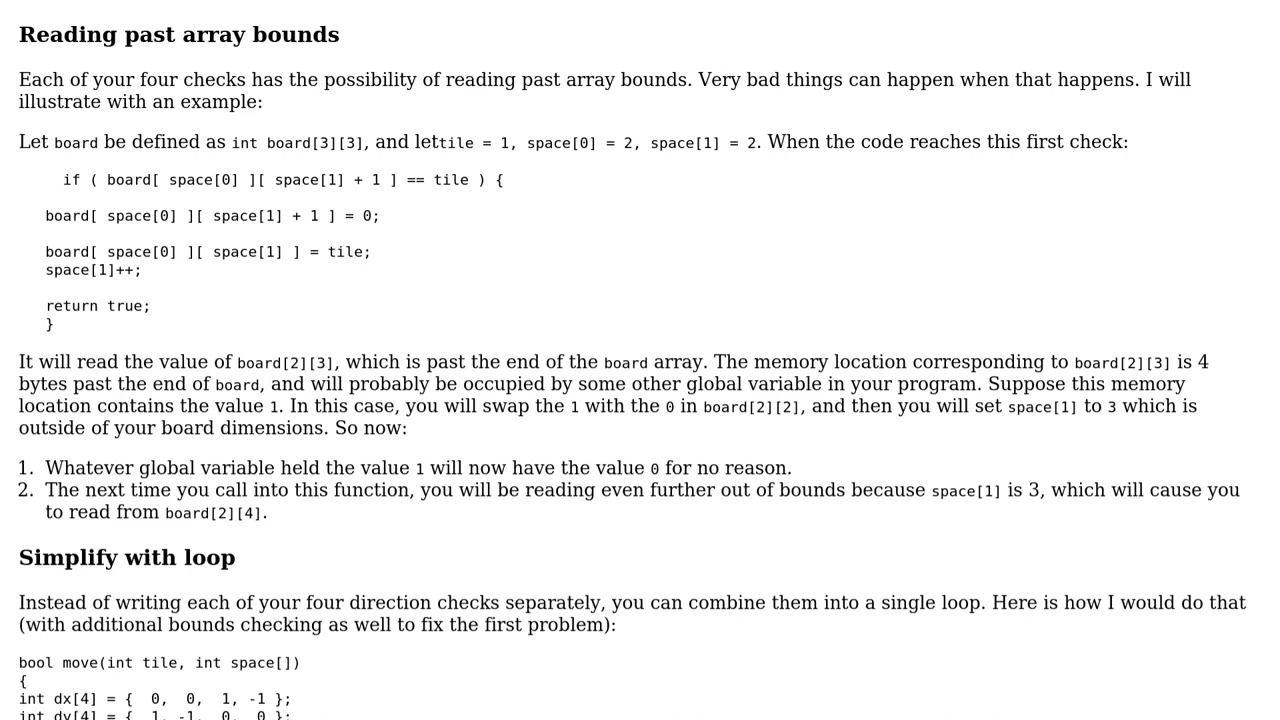 Reading past array bounds
Each of your four checks has the possibility of reading past array bounds. Very bad things can happen when that happens. I will
illustrate with an example:
Let board be defined as int board[3][3], and lettile = 1, space[0] = 2, space[1] = 2. When the code reaches this first check:
if ( board[ space[0] ][ space[1] + 1 ] == tile ) {
board[ space[0] ][ space[1] + 1 ] = 0;
board[ space[0] ][ space[1] ] = tile;
space[1]++;
return true;
}
It will read the value of board[2][3], which is past the end of the board array. The memory location corresponding to board[2][3] is 4
bytes past the end of board, and will probably be occupied by some other global variable in your program. Suppose this memory
location contains the value 1. In this case, you will swap the 1 with the 0 in board[2][2], and then you will set space[1] to 3 which is
outside of your board dimensions. So now:
1. Whatever global variable held the value 1 will now have the value 0 for no reason.
2. The next time you call into this function, you will be reading even further out of bounds because space[1] is 3, which will cause you
to read from board[2][4].
Simplify with loop
Instead of writing each of your four direction checks separately, you can combine them into a single loop. Here is how I would do that
(with additional bounds checking as well to fix the first problem):
bool move(int tile, int space[])
{
int dx[4] = {  0,  0,  1, -1 };
int dy[4] = {  1, -1,  0,  0 };